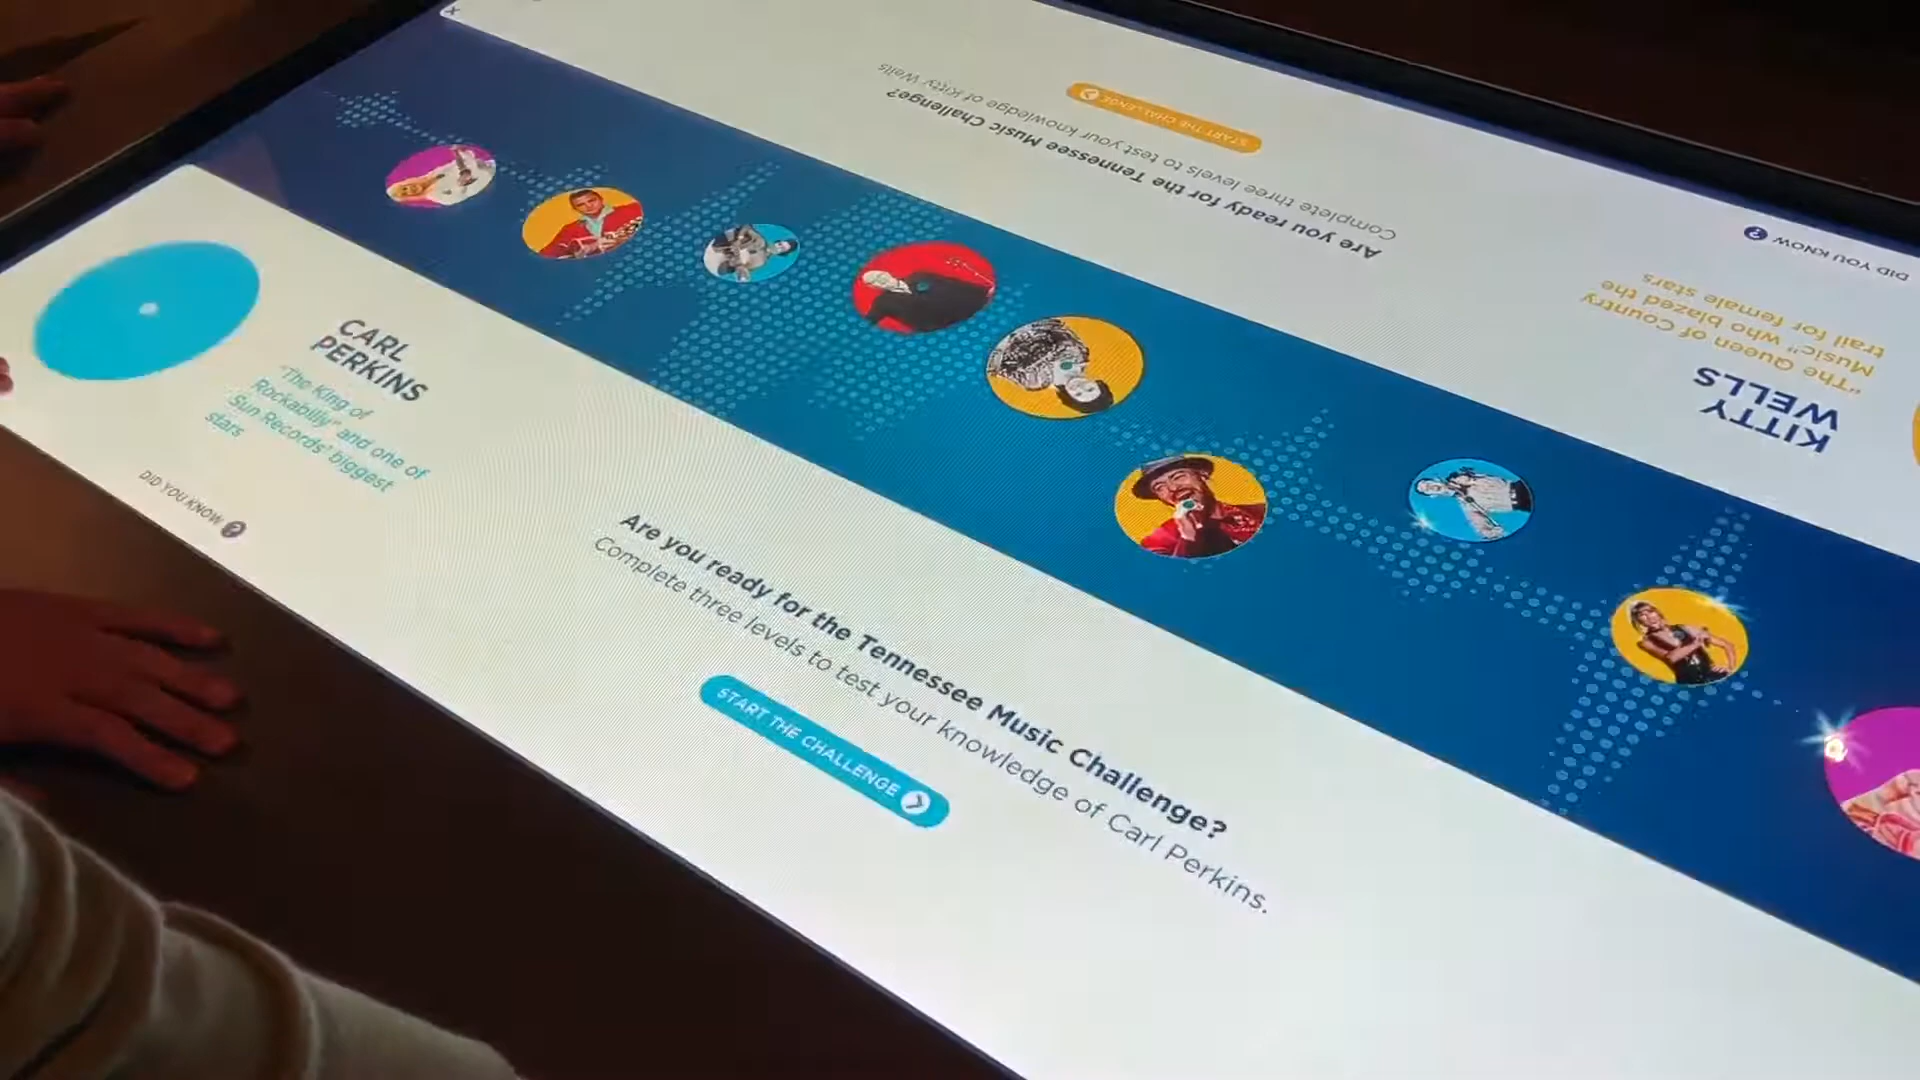 CARL
PERKINS
"The King of
Rockabilly" and one of
Sun Records' biggest
stars
DID YOU KNOW ?
Are you ready for the Tennessee Music Challenge?
Complete three levels to test your knowledge of Carl Perkins.
START THE CHALLENGE
KITTY
WELLS
"The Queen of Country
Music" who blazed the
trail for female stars
DID YOU KNOW ?
Are you ready for the Tennessee Music Challenge?
Complete three levels to test your knowledge of Kitty Wells
START THE CHALLENGE